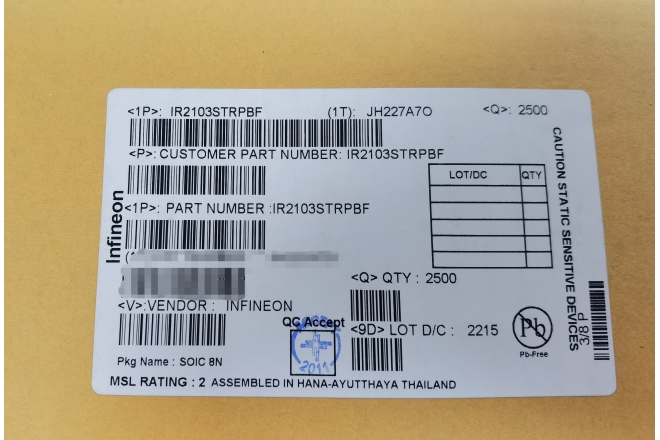 <1P>: IR2103STRPBF (1T): JH227A7O <Q>: 2500
<P>: CUSTOMER PART NUMBER: IR2103STRPBF
LOT/DC QTY
<1P>: PART NUMBER :IR2103STRPBF
Infineon
CAUTION STATIC SENSITIVE DEVICES
<Q> QTY : 2500
<V>:VENDOR : INFINEON
QC Accept
<9D> LOT D/C : 2215
Pb
Pb-Free
3/8/d
Pkg Name : SOIC 8N
MSL RATING : 2 ASSEMBLED IN HANA-AYUTTHAYA THAILAND